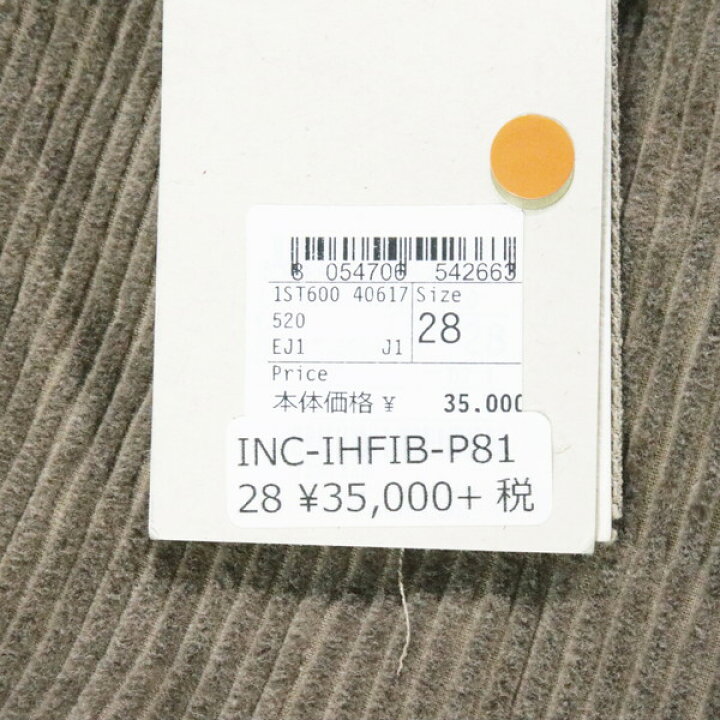 8 054706 542663
1ST600 40617 Size
520
28
EJ1 J1
Price
本体価格 ¥ 35.000
INC-IHFIB-P81
28 ¥35,000+ 税